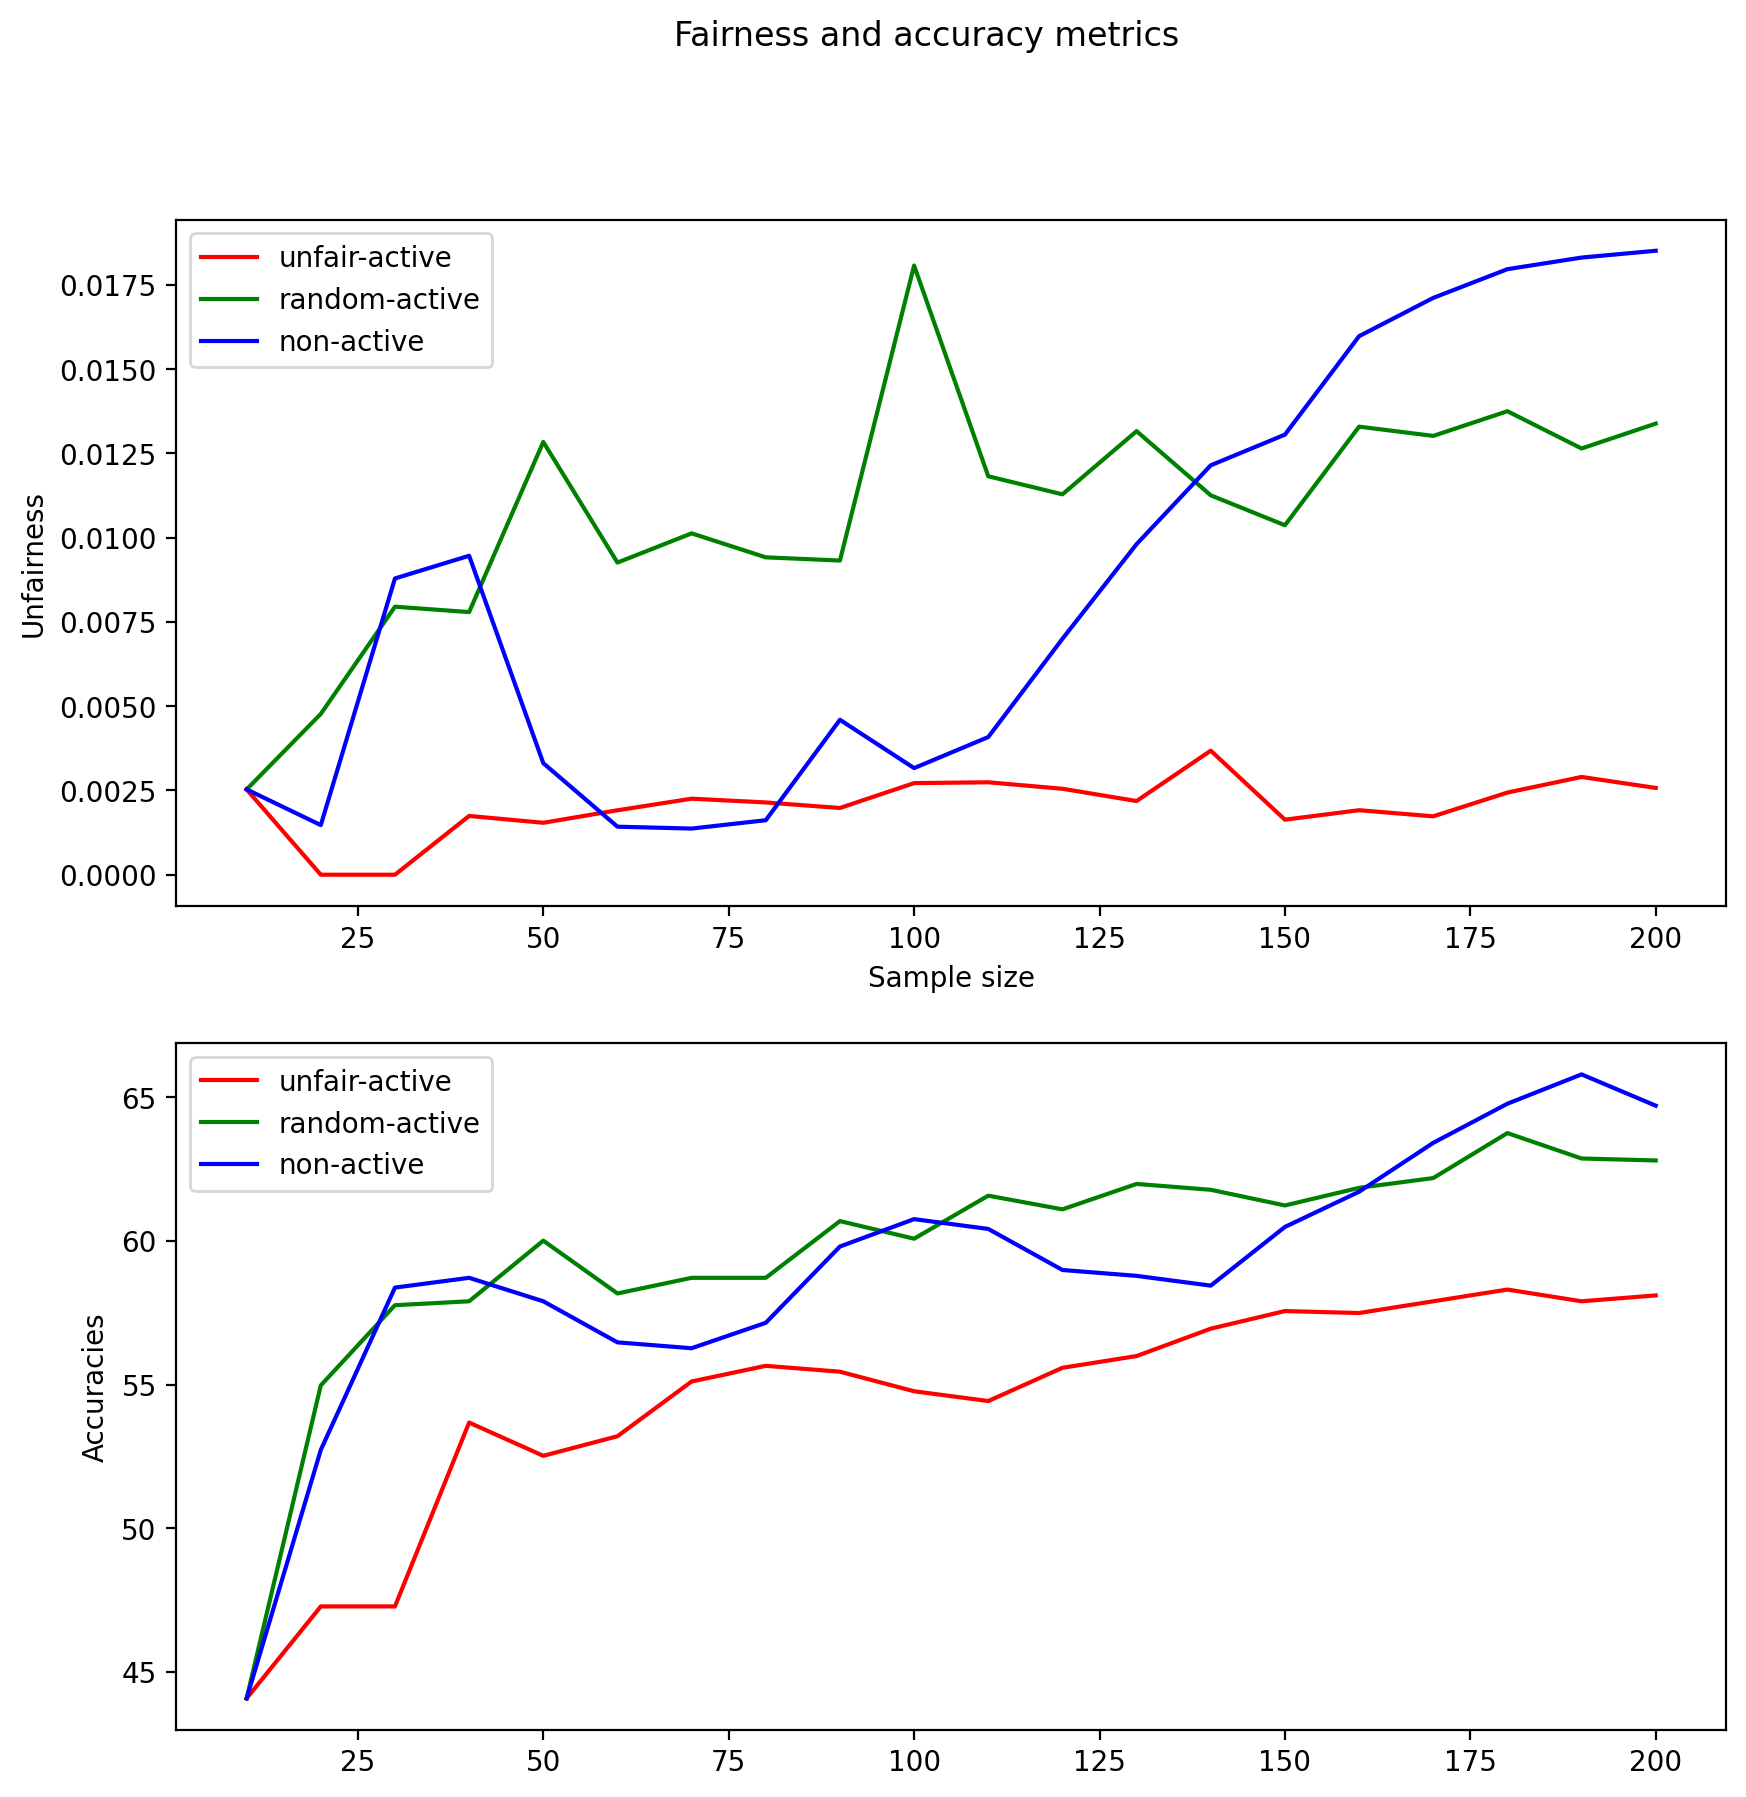 Fairness and accuracy metrics
unfair-active
random-active
non-active
0.0175
0.0150
0.0125
0.0100
0.0075
0.0050
0.0025
0.0000
Unfairness
25 50 75 100 125 150 175 200
Sample size
unfair-active
random-active
non-active
65
60
55
50
45
Accuracies
25 50 75 100 125 150 175 200